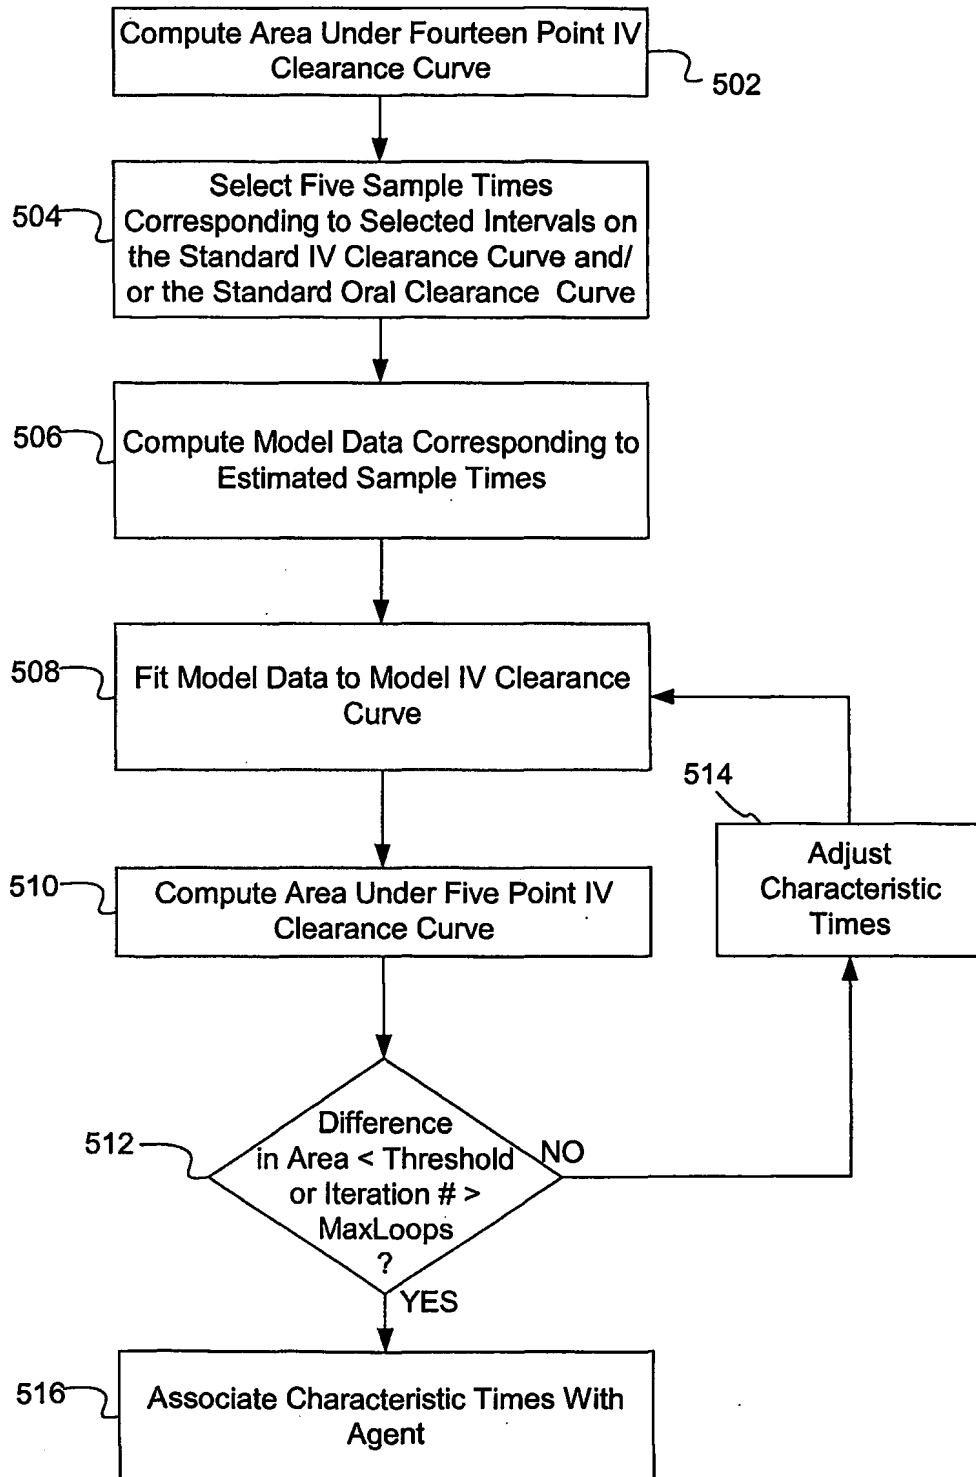 Compute Area Under Fourteen Point IV
Clearance Curve
502
Select Five Sample Times
Corresponding to Selected Intervals on
the Standard IV Clearance Curve and/
or the Standard Oral Clearance Curve
504
506
Compute Model Data Corresponding to
Estimated Sample Times
508
Fit Model Data to Model IV Clearance
Curve
514
Adjust
Characteristic
Times
510
Compute Area Under Five Point IV
Clearance Curve
512
Difference
in Area < Threshold
or Iteration # >
MaxLoops
?
NO
YES
516
Associate Characteristic Times With
Agent